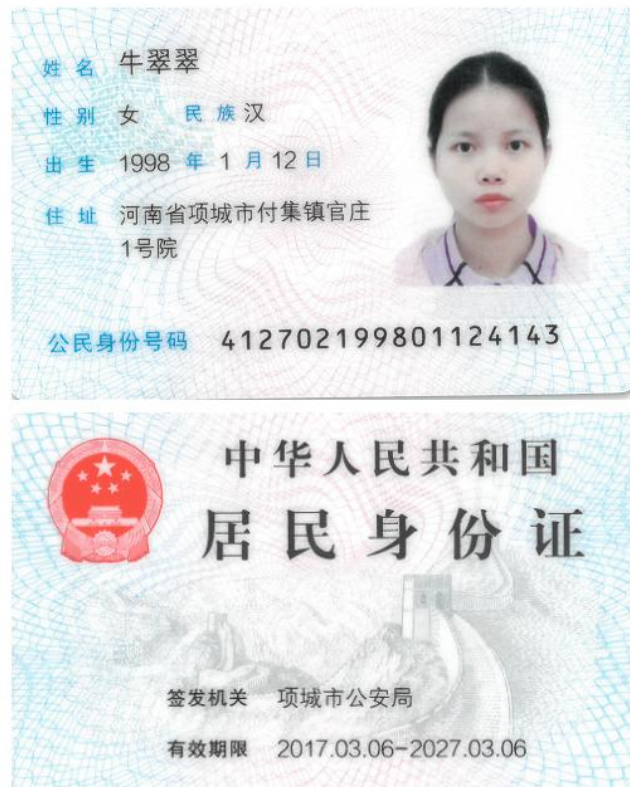 姓名 牛翠翠
性别 女 民族 汉
出生 1998 年 1 月 12 日
住址 河南省项城市付集镇官庄
1号院
公民身份号码 412702199801124143
中华人民共和国
居民身份证
签发机关 项城市公安局
有效期限 2017.03.06-2027.03.06